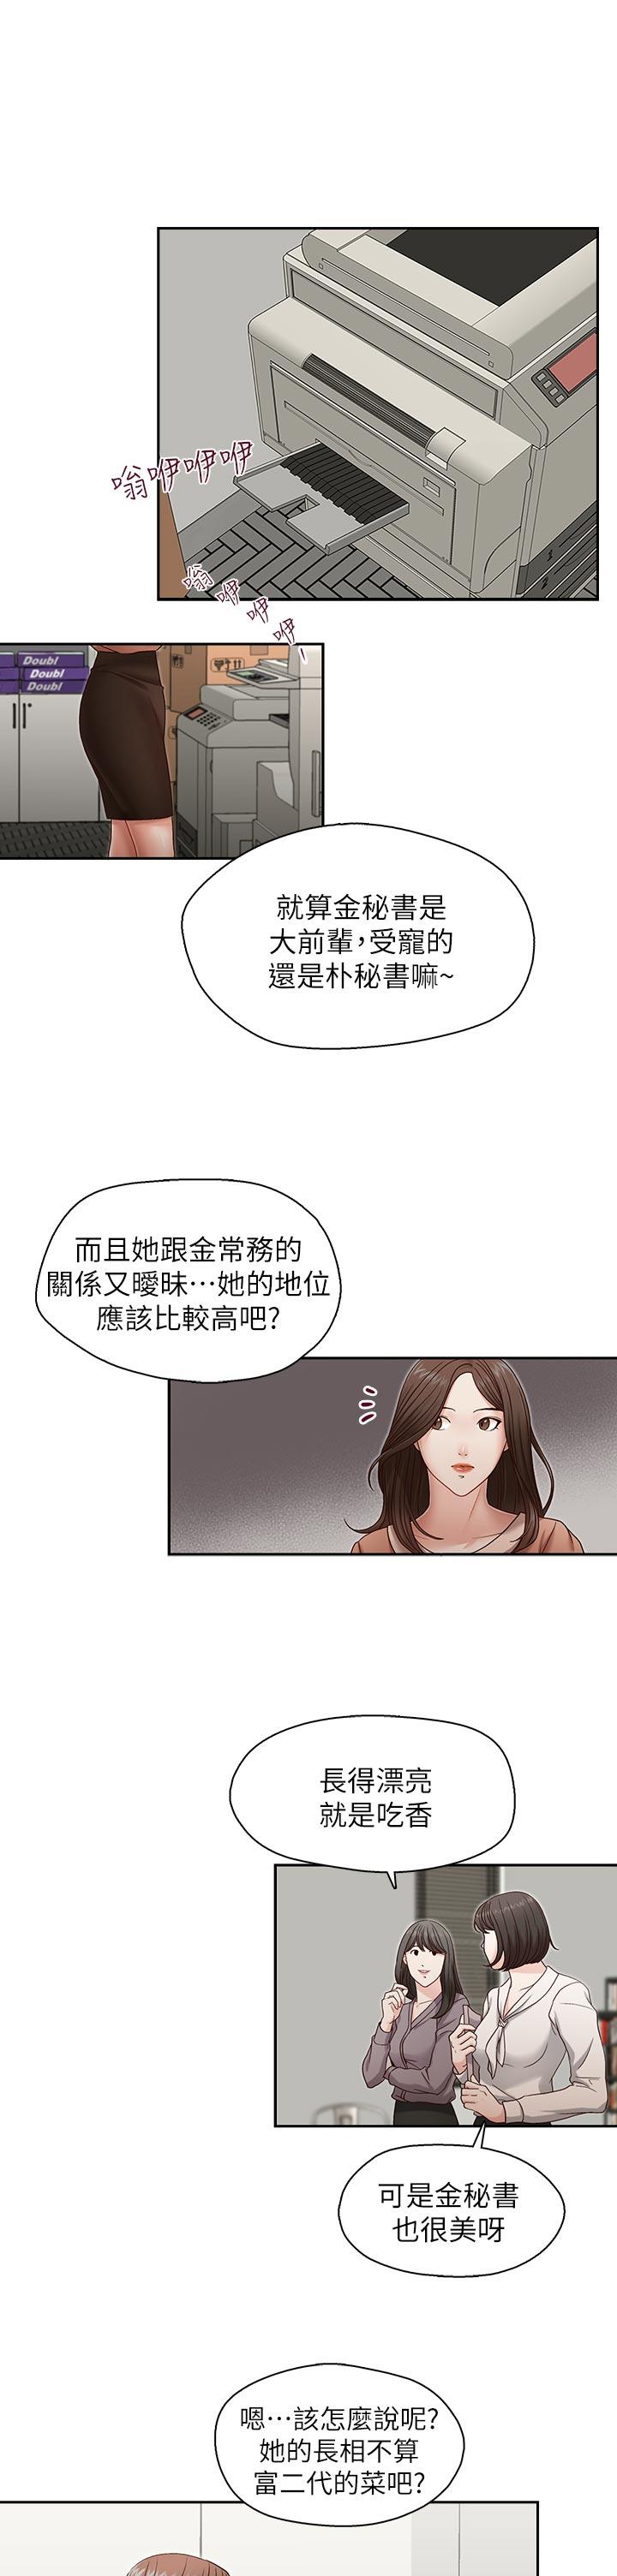 嗡咿咿咿
嗡咿咿咿
Doubl
Doubl
Doubl
就算金秘書是
大前輩，受寵的
還是朴秘書嘛~
而且她跟金常務的
關係又曖昧…她的地位
應該比較高吧?
長得漂亮
就是吃香
可是金秘書
也很美呀
嗯…該怎麼說呢?
她的長相不算
富二代的菜吧?